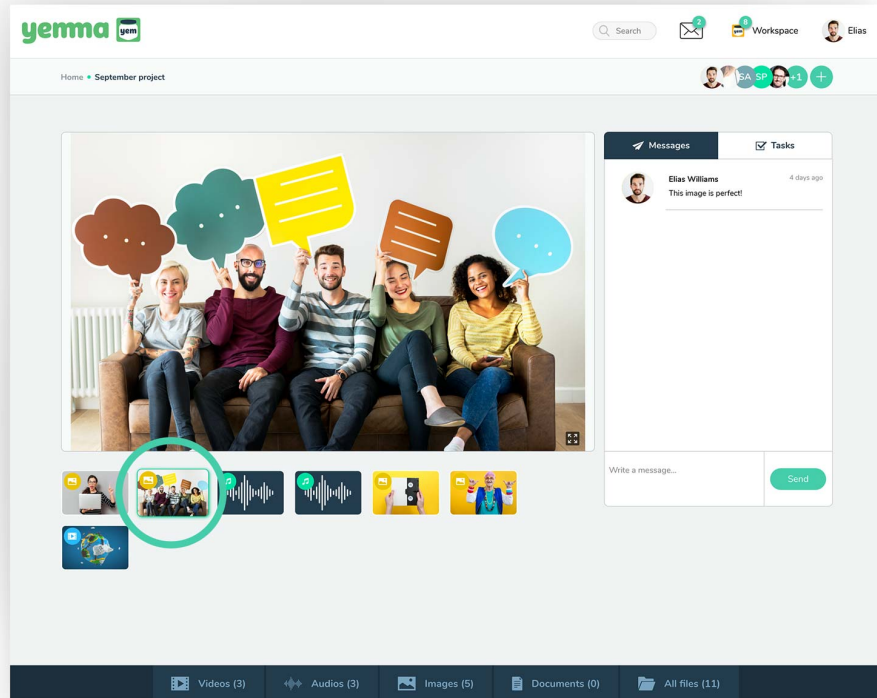 yemma yem
Search
2
yem
8
Workspace
Elias
Home • September project
SA SP +1 +
Messages
Tasks
Elias Williams
4 days ago
This image is perfect!
Write a message...
Send
Videos (3)
Audios (3)
Images (5)
Documents (0)
All files (11)